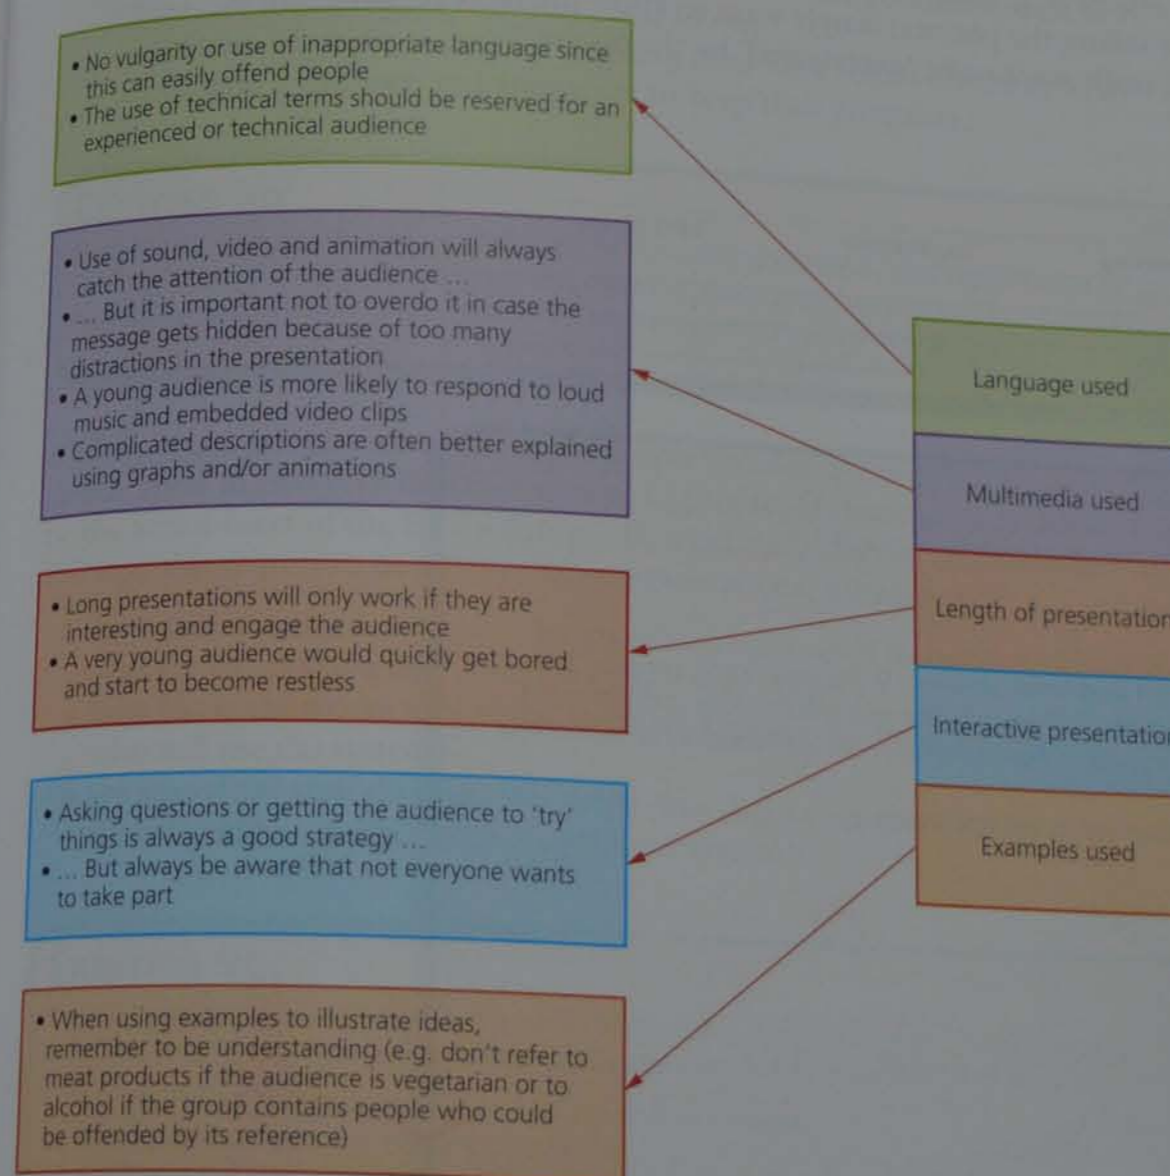 • No vulgarity or use of inappropriate language since
this can easily offend people
• The use of technical terms should be reserved for an
experienced or technical audience
• Use of sound, video and animation will always
catch the attention of the audience ...
• ... But it is important not to overdo it in case the
message gets hidden because of too many
distractions in the presentation
• A young audience is more likely to respond to loud
music and embedded video clips
• Complicated descriptions are often better explained
using graphs and/or animations
• Long presentations will only work if they are
interesting and engage the audience
• A very young audience would quickly get bored
and start to become restless
• Asking questions or getting the audience to 'try'
things is always a good strategy ...
• ... But always be aware that not everyone wants
to take part
• When using examples to illustrate ideas,
remember to be understanding (e.g. don't refer to
meat products if the audience is vegetarian or to
alcohol if the group contains people who could
be offended by its reference)
Language used
Multimedia used
Length of presentation
Interactive presentation
Examples used